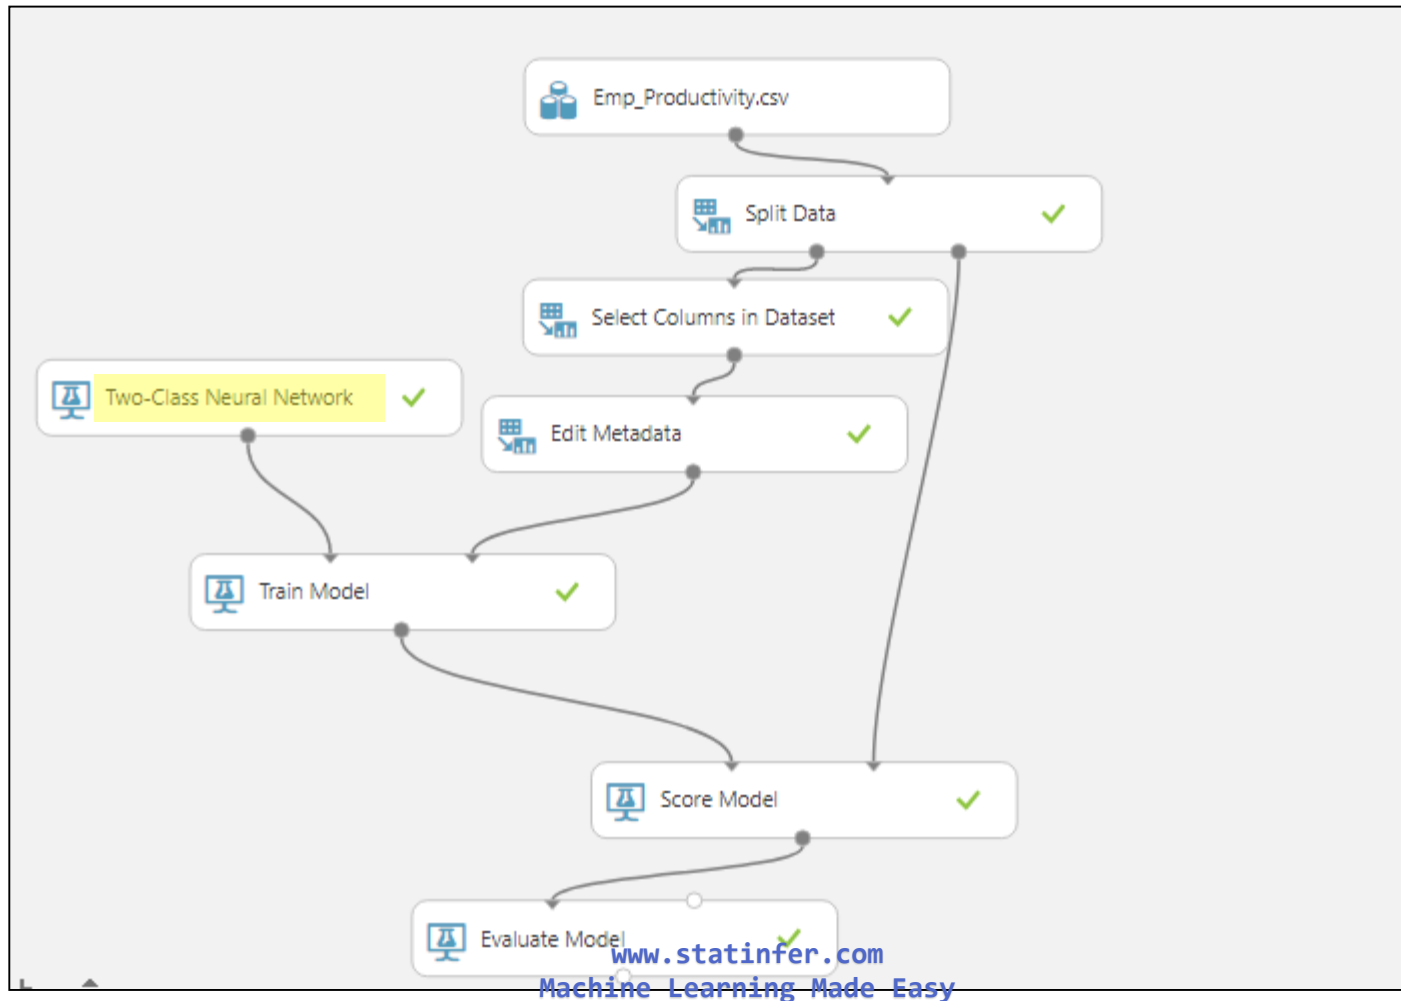 Emp_Productivity.csv
Split Data
Select Columns in Dataset
Two-Class Neural Network
Edit Metadata
Train Model
Score Model
Evaluate Model
www.statinfer.com
Machine Learning Made Easy